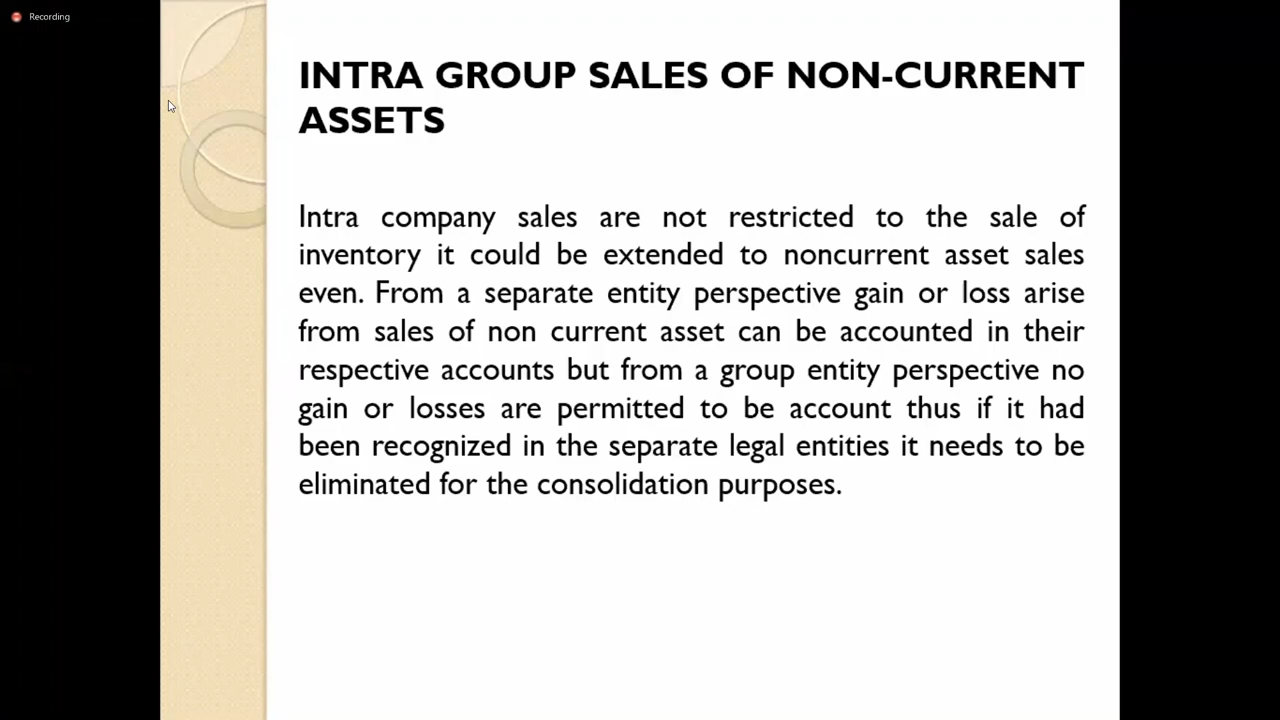 Recording
INTRA GROUP SALES OF NON-CURRENT
ASSETS
Intra company sales are not restricted to the sale of
inventory it could be extended to noncurrent asset sales
even. From a separate entity perspective gain or loss arise
from sales of non current asset can be accounted in their
respective accounts but from a group entity perspective no
gain or losses are permitted to be account thus if it had
been recognized in the separate legal entities it needs to be
eliminated for the consolidation purposes.